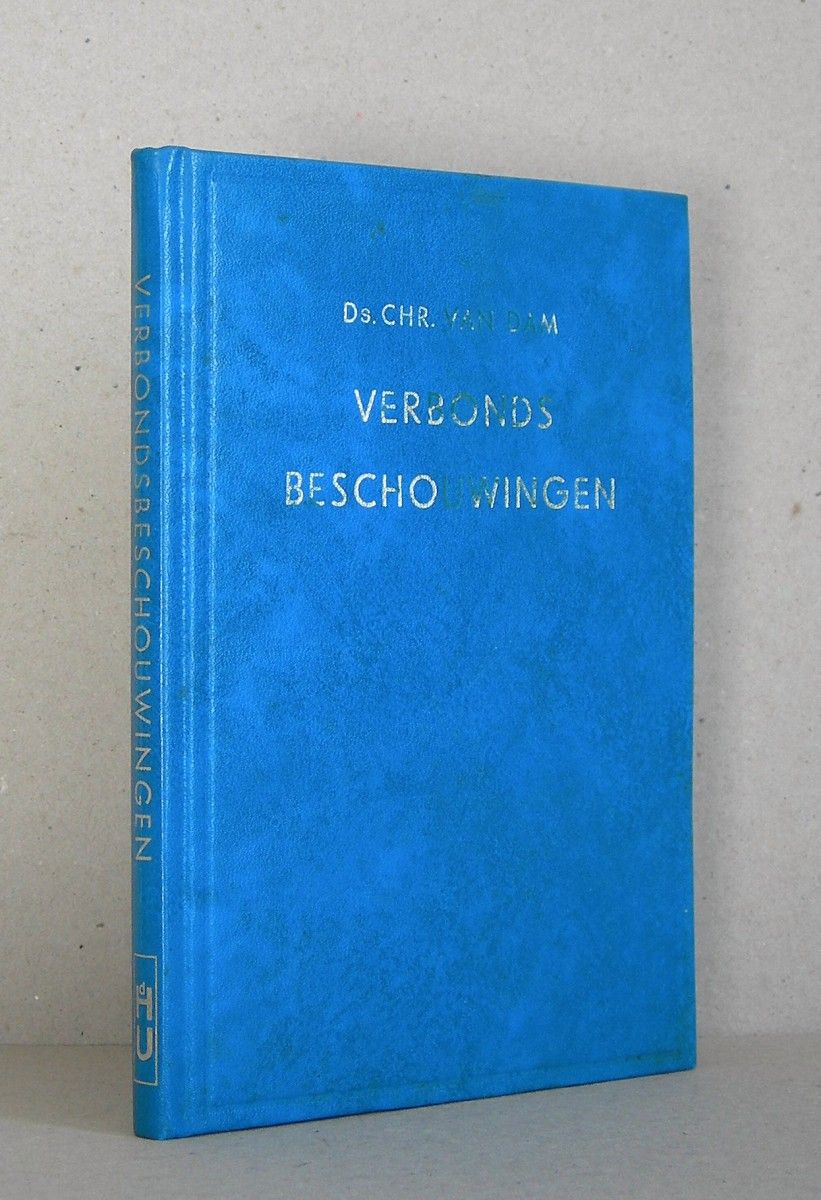 Ds. CHR. VAN DAM
VERBONDS
BESCHOUWINGEN
VERBONDSBESCHOUWINGEN